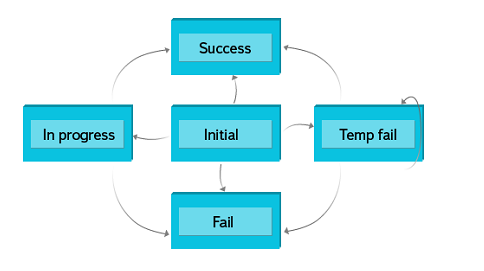 Success
In progress
Initial
Temp fail
Fail